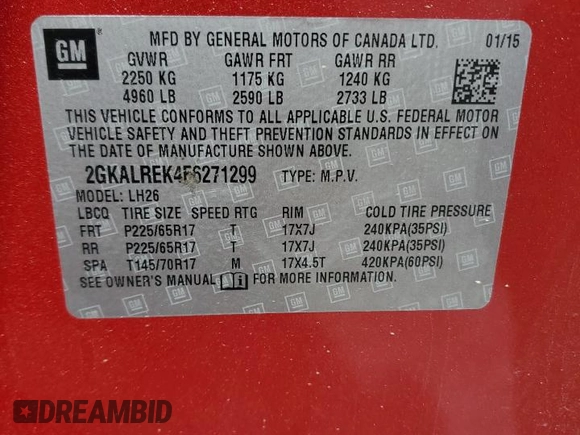 GM
MFD BY GENERAL MOTORS OF CANADA LTD. 01/15
GVWR GAWR FRT GAWR RR
2250 KG 1175 KG 1240 KG
4960 LB 2590 LB 2733 LB
THIS VEHICLE CONFORMS TO ALL APPLICABLE U.S. FEDERAL MOTOR
VEHICLE SAFETY AND THEFT PREVENTION STANDARDS IN EFFECT ON
THE DATE OF MANUFACTURE SHOWN ABOVE.
2GKALREK4F6271299 TYPE: M.P.V.
MODEL: LH26
LBCQ TIRE SIZE SPEED RTG RIM COLD TIRE PRESSURE
FRT P225/65R17 T 17X7J 240KPA(35PSI)
RR P225/65R17 T 17X7J 240KPA(35PSI)
SPA T145/70R17 M 17X4.5T 420KPA(60PSI)
SEE OWNER'S MANUAL i FOR MORE INFORMATION.
DREAMBID